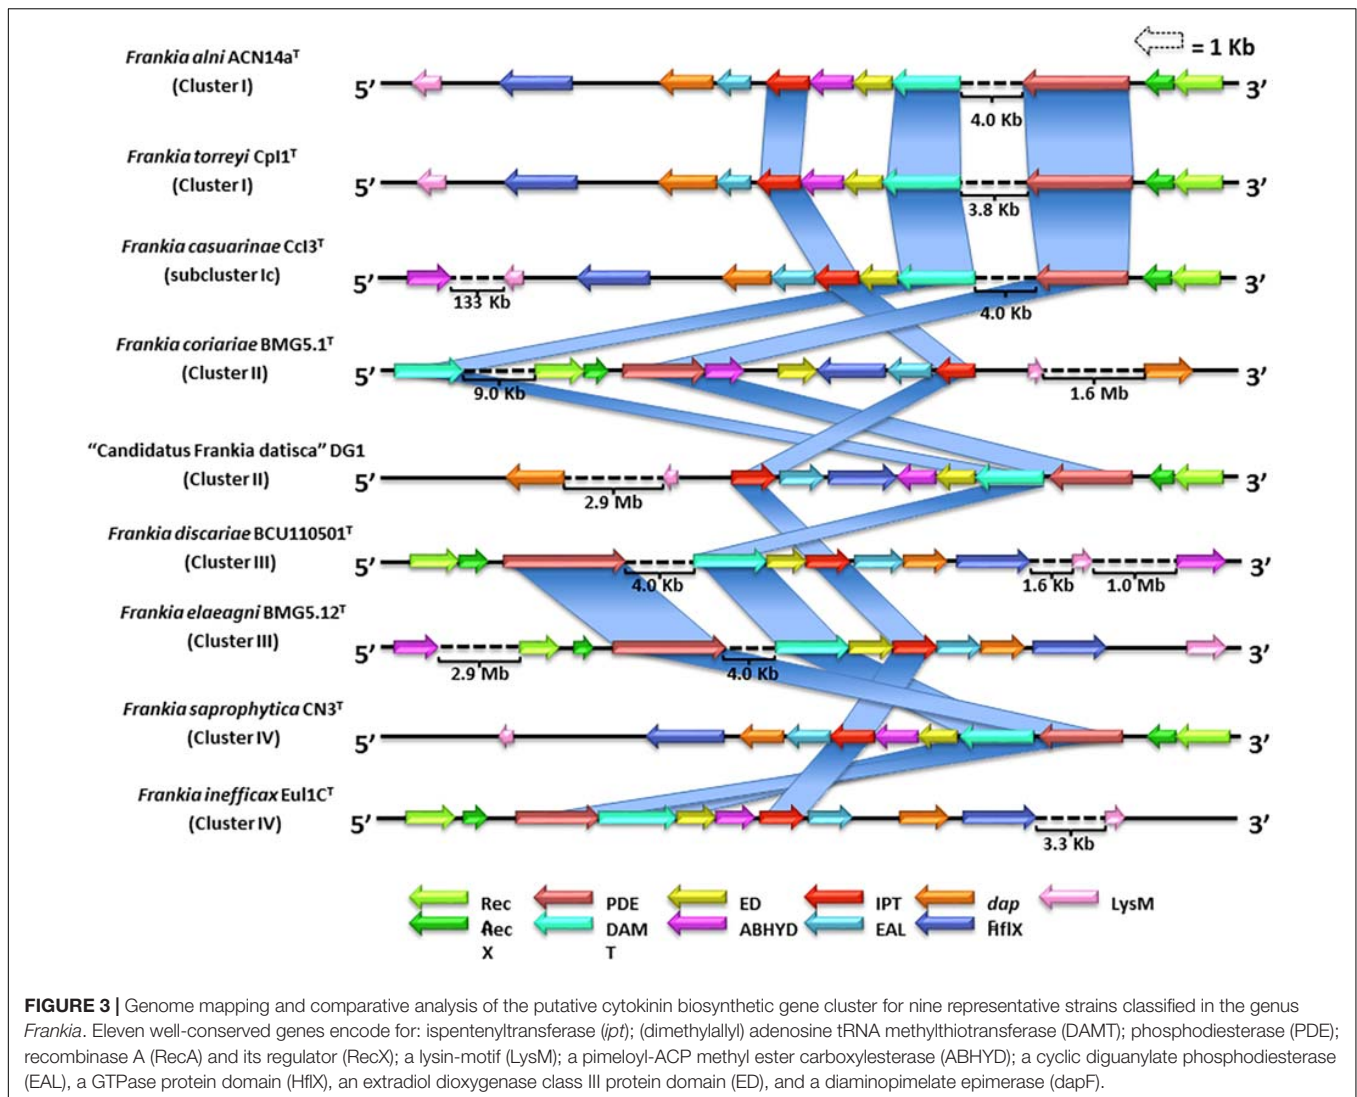 Frankia alni ACN14aᵀ
(Cluster I)
= 1 Kb
5’
3’
4.0 Kb
Frankia torreyi CpI1ᵀ
(Cluster I)
5’
3’
3.8 Kb
Frankia casuarinae CcI3ᵀ
(subcluster Ic)
5’
3’
133 Kb
4.0 Kb
Frankia coriariae BMG5.1ᵀ
(Cluster II)
5’
3’
9.0 Kb
1.6 Mb
“Candidatus Frankia datisca” DG1
(Cluster II)
5’
3’
2.9 Mb
Frankia discariae BCU110501ᵀ
(Cluster III)
5’
3’
4.0 Kb
1.6 Kb
1.0 Mb
Frankia elaeagni BMG5.12ᵀ
(Cluster III)
5’
3’
2.9 Mb
4.0 Kb
Frankia saprophytica CN3ᵀ
(Cluster IV)
5’
3’
Frankia inefficax EuI1Cᵀ
(Cluster IV)
5’
3’
3.3 Kb
Rec PDE ED IPT dap LysM
A F
Rec DAM ABHYD EAL HflX
X T
FIGURE 3 | Genome mapping and comparative analysis of the putative cytokinin biosynthetic gene cluster for nine representative strains classified in the genus
Frankia. Eleven well-conserved genes encode for: ispentenyltransferase (ipt); (dimethylallyl) adenosine tRNA methylthiotransferase (DAMT); phosphodiesterase (PDE);
recombinase A (RecA) and its regulator (RecX); a lysin-motif (LysM); a pimeloyl-ACP methyl ester carboxylesterase (ABHYD); a cyclic diguanylate phosphodiesterase
(EAL), a GTPase protein domain (HflX), an extradiol dioxygenase class III protein domain (ED), and a diaminopimelate epimerase (dapF).